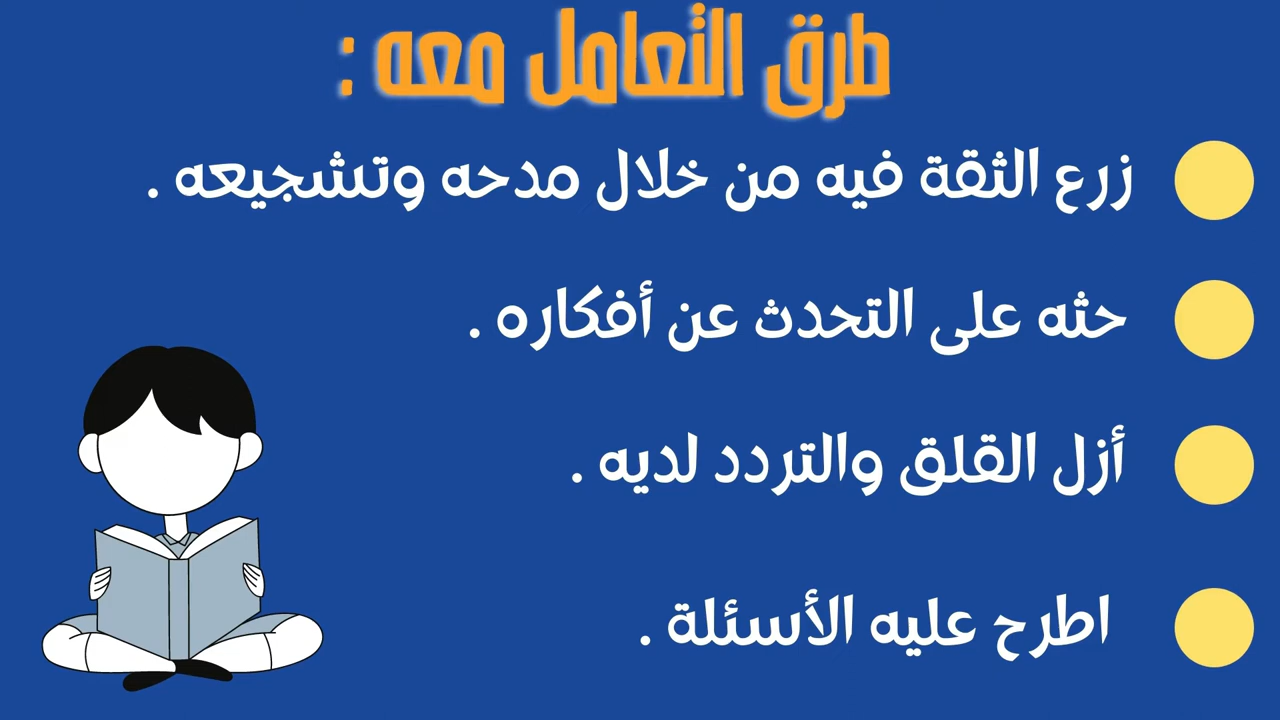 طرق التعامل معه :
زرع الثقة فيه من خلال مدحه وتشجيعه .
حثه على التحدث عن أفكاره .
أزل القلق والتردد لديه .
اطرح عليه الأسئلة .